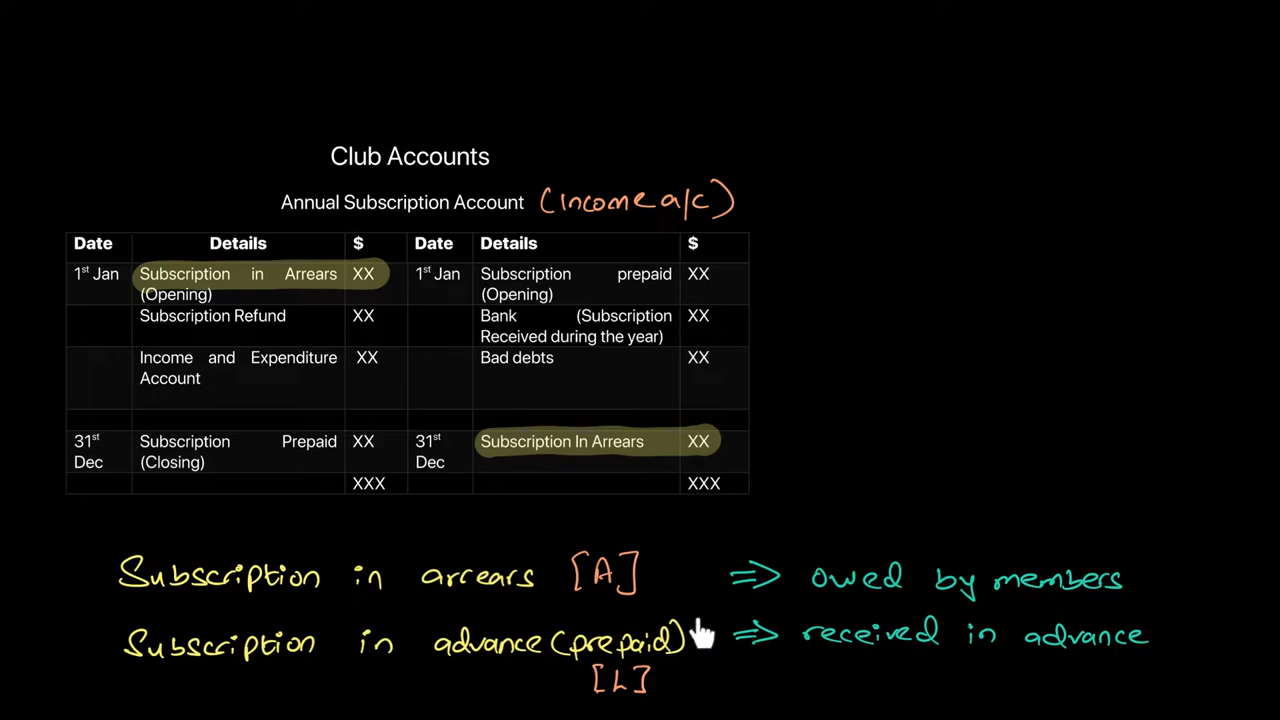 Club Accounts
Annual Subscription Account (Income a/c)
Date Details $ Date Details $
1st Jan Subscription in Arrears XX 1st Jan Subscription prepaid XX
(Opening) (Opening)
Subscription Refund XX Bank (Subscription XX
Received during the year)
Income and Expenditure XX Bad debts XX
Account
31st Subscription Prepaid XX 31st Subscription In Arrears XX
Dec (Closing) Dec
XXX XXX
Subscription in arrears [A] ⇒ owed by members
Subscription in advance (prepaid) ⇒ received in advance
[L]